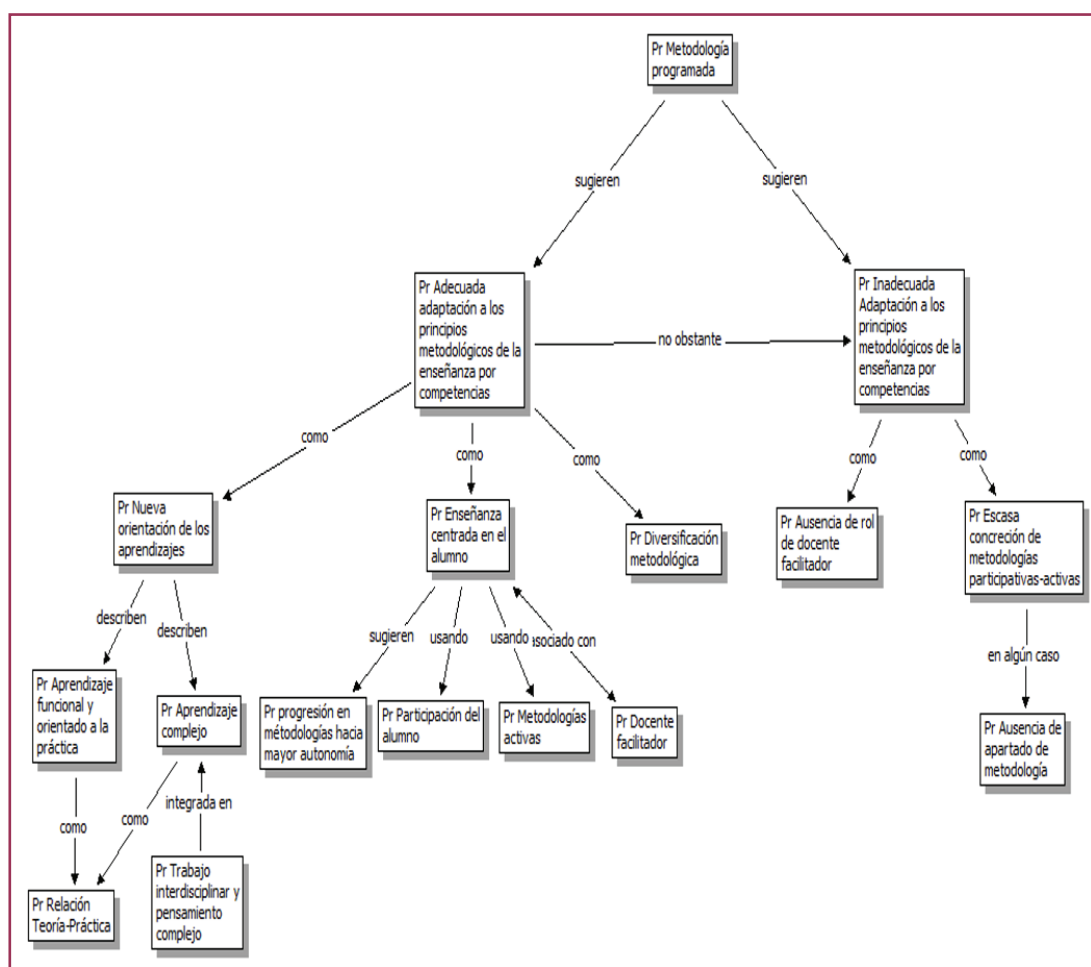 Pr Metodología
programada
sugieren
sugieren
Pr Adecuada
adaptación a los
principios
metodológicos de la
enseñanza por
competencias
no obstante
Pr Inadecuada
Adaptación a los
principios
metodológicos de la
enseñanza por
competencias
como
como
como
como
como
Pr Nueva
orientación de los
aprendizajes
Pr Enseñanza
centrada en el
alumno
Pr Diversificación
metodológica
Pr Ausencia de rol
de docente
facilitador
Pr Escasa
concreción de
metodologías
participativas-activas
describen
describen
sugieren
usando
usando
asociado con
en algún caso
Pr Aprendizaje
funcional y
orientado a la
práctica
Pr Aprendizaje
complejo
Pr progresión en
métodologías hacia
mayor autonomía
Pr Participación del
alumno
Pr Metodologías
activas
Pr Docente
facilitador
Pr Ausencia de
apartado de
metodología
como
como
integrada en
Pr Relación
Teoría-Práctica
Pr Trabajo
interdisciplinar y
pensamiento
complejo